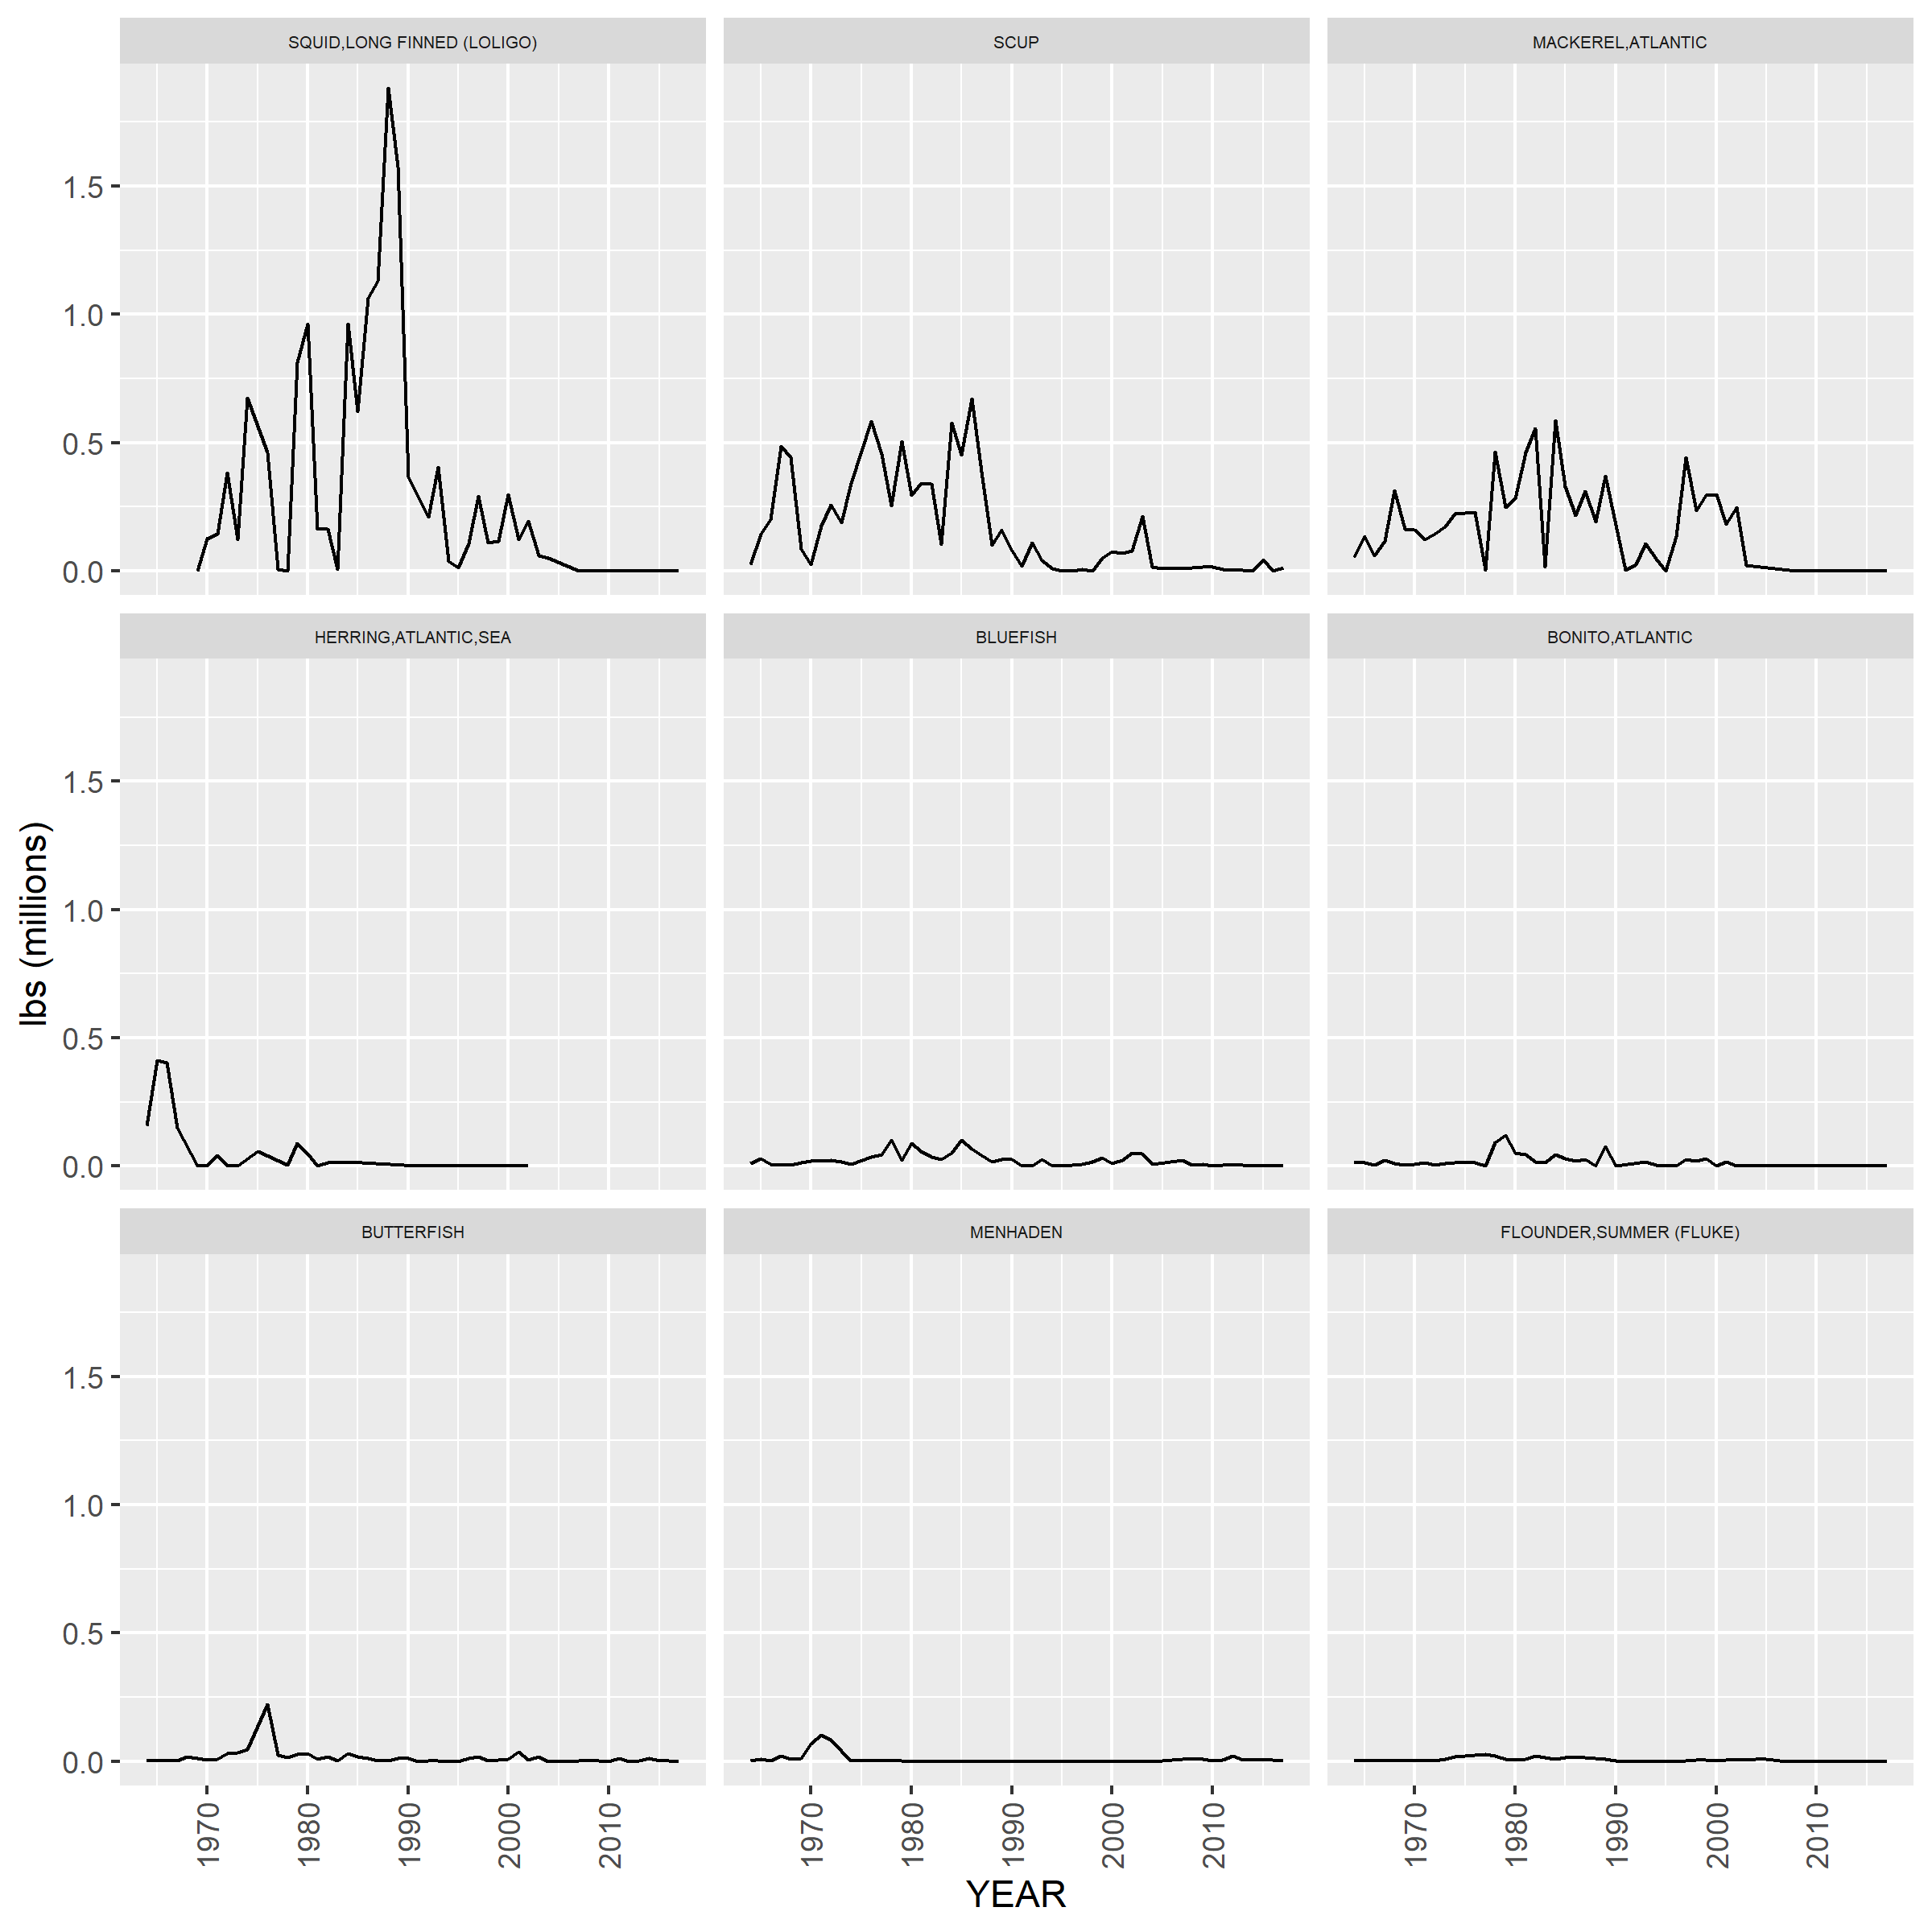 SQUID,LONG FINNED (LOLIGO)
SCUP
MACKEREL,ATLANTIC
1.5
1.0
0.5
0.0
HERRING,ATLANTIC,SEA
BLUEFISH
BONITO,ATLANTIC
1.5
1.0
0.5
0.0
lbs (millions)
BUTTERFISH
MENHADEN
FLOUNDER,SUMMER (FLUKE)
1.5
1.0
0.5
0.0
1970 1980 1990 2000 2010
1970 1980 1990 2000 2010
1970 1980 1990 2000 2010
YEAR